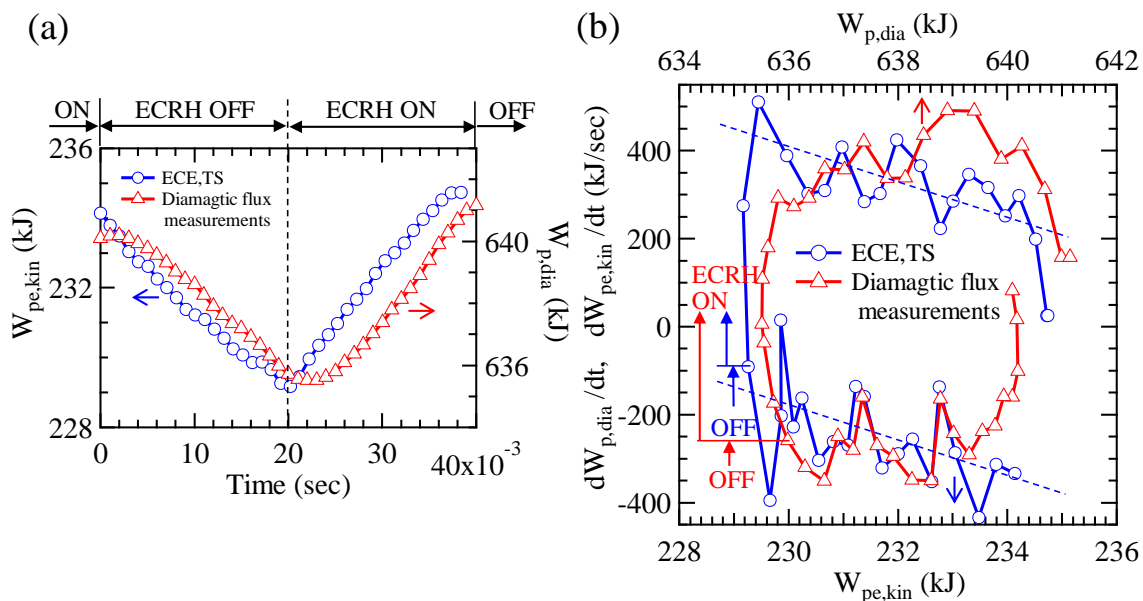 (a)
ON
ECRH OFF
ECRH ON
OFF
236
232
228
W_pe,kin (kJ)
ECE,TS
Diamagtic flux
measurements
640
636
W_p,dia (kJ)
0
10
20
30
40x10^-3
Time (sec)
(b)
W_p,dia (kJ)
634
636
638
640
642
400
200
0
-200
-400
dW_p,dia/dt, dW_pe,kin/dt (kJ/sec)
ECE,TS
Diamagtic flux
measurements
ECRH
ON
OFF
OFF
228
230
232
234
236
W_pe,kin (kJ)